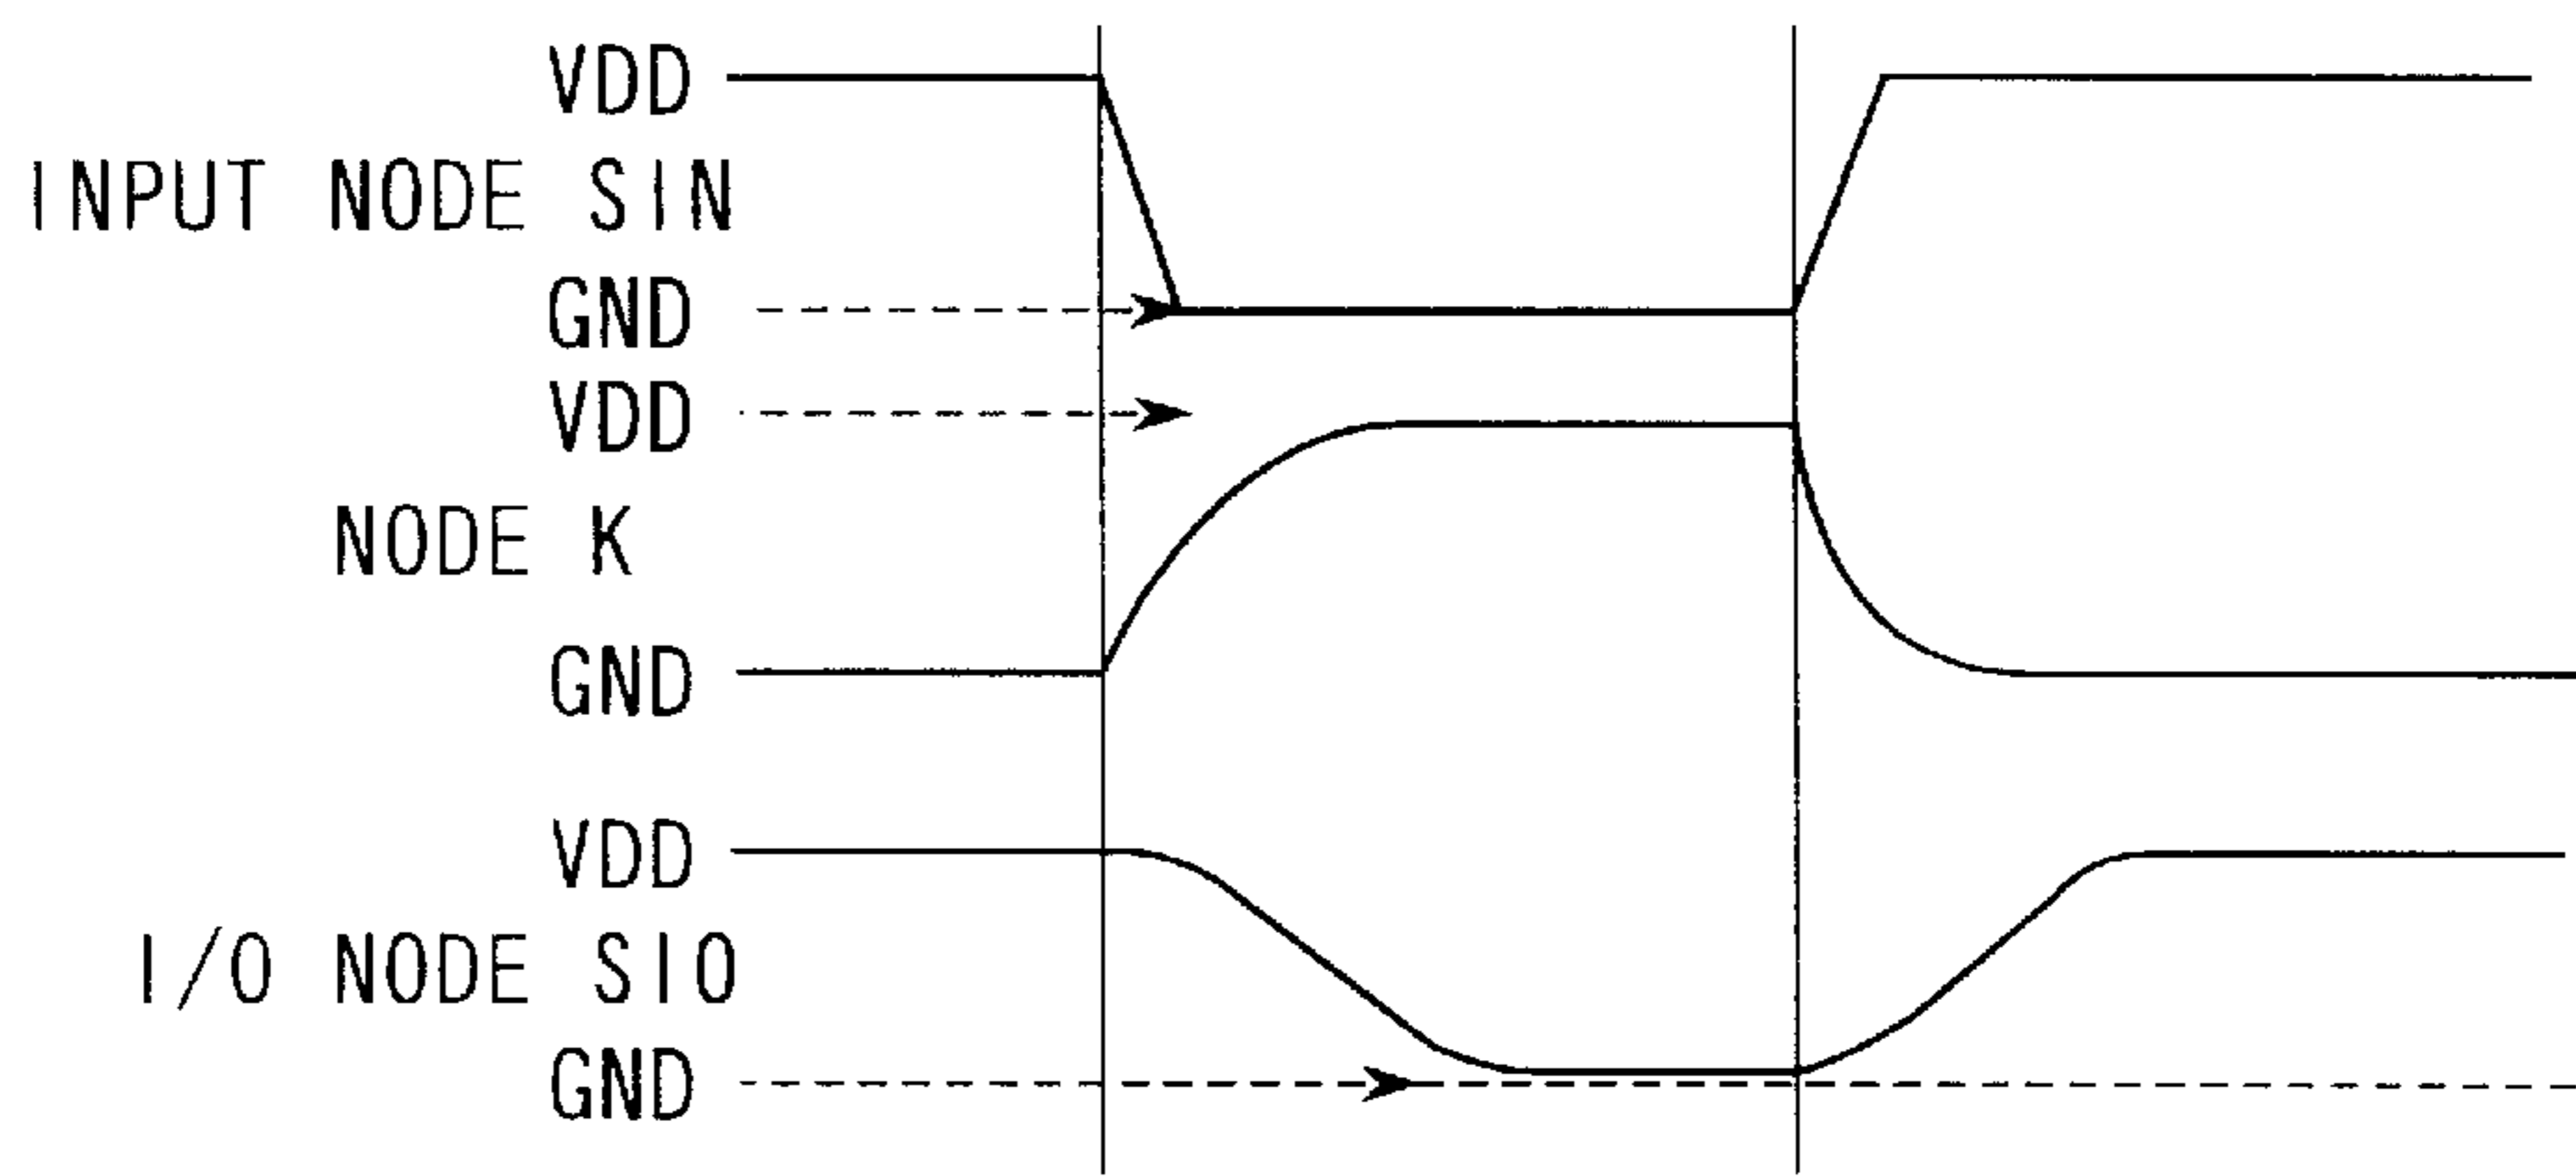 VDD
INPUT NODE SIN
GND
VDD
NODE K
GND
VDD
I/O NODE SIO
GND